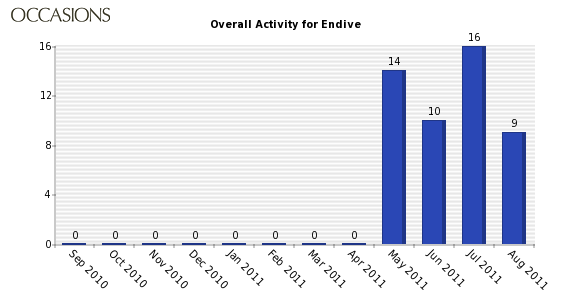 OCCASIONS
Overall Activity for Endive
16
12
8
4
0
0 0 0 0 0 0 0 0 14 10 16 9
Sep 2010
Oct 2010
Nov 2010
Dec 2010
Jan 2011
Feb 2011
Mar 2011
Apr 2011
May 2011
Jun 2011
Jul 2011
Aug 2011